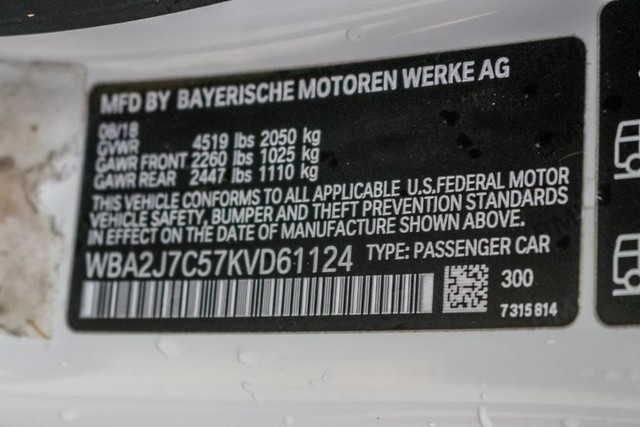 MFD BY BAYERISCHE MOTOREN WERKE AG
08/18
GVWR 4519 lbs 2050 kg
GAWR FRONT 2260 lbs 1025 kg
GAWR REAR 2447 lbs 1110 kg
THIS VEHICLE CONFORMS TO ALL APPLICABLE U.S.FEDERAL MOTOR
VEHICLE SAFETY, BUMPER AND THEFT PREVENTION STANDARDS
IN EFFECT ON THE DATE OF MANUFACTURE SHOWN ABOVE.
WBA2J7C57KVD61124 TYPE: PASSENGER CAR
300
7315814